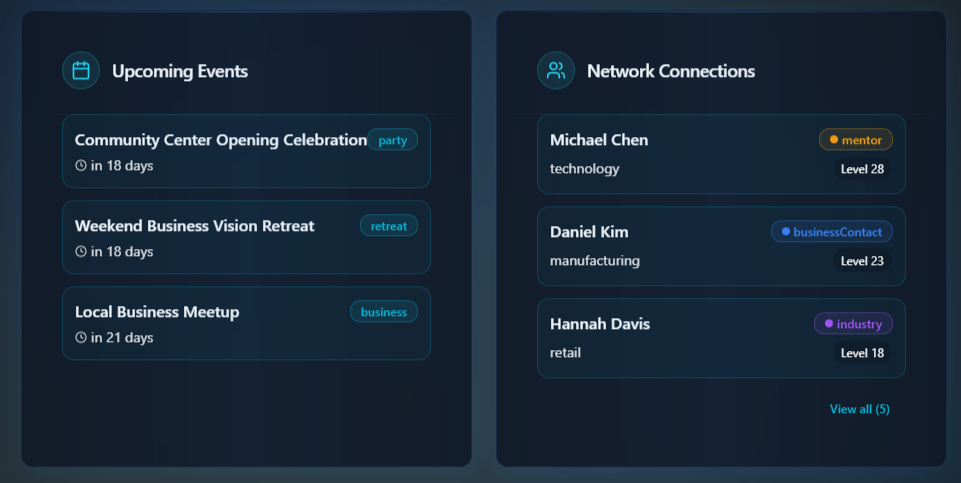 Upcoming Events
Community Center Opening Celebration party
in 18 days
Weekend Business Vision Retreat retreat
in 18 days
Local Business Meetup business
in 21 days
Network Connections
Michael Chen mentor
technology Level 28
Daniel Kim businessContact
manufacturing Level 23
Hannah Davis industry
retail Level 18
View all (5)